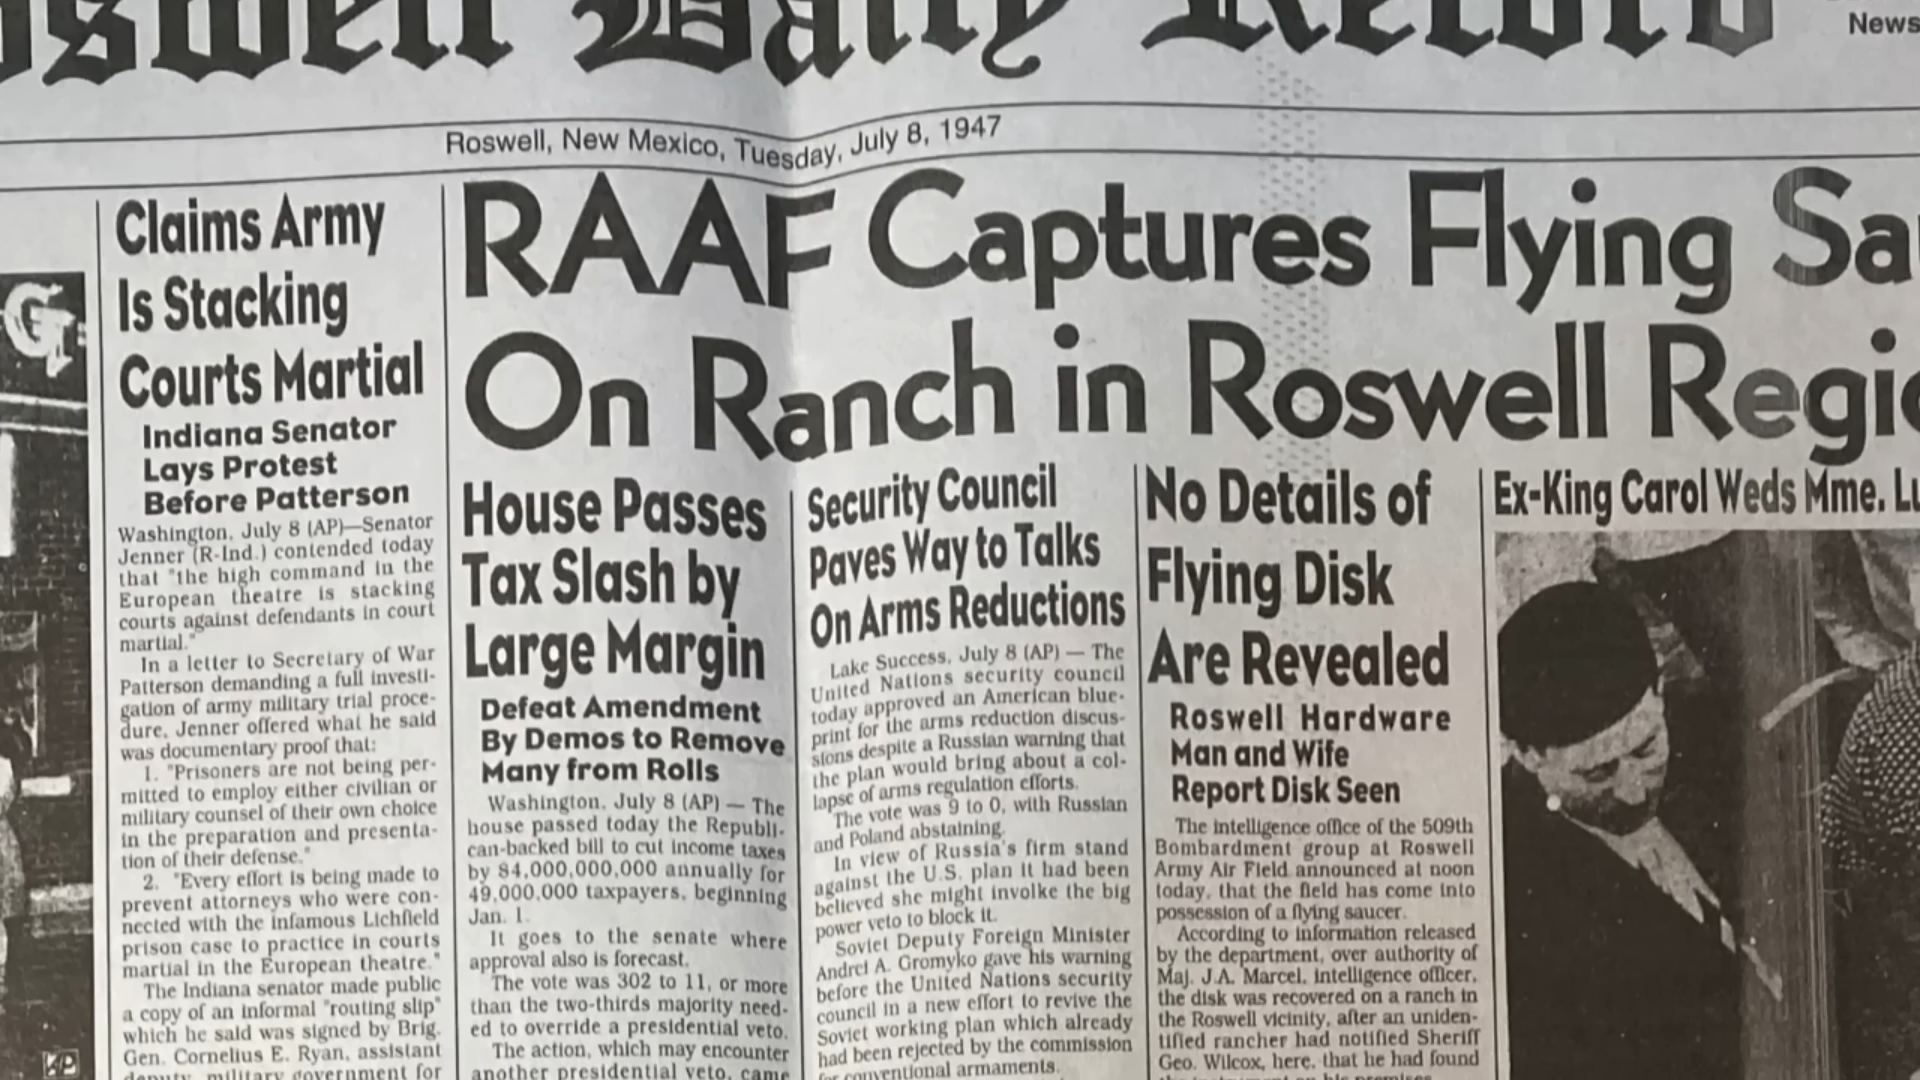 Roswell Daily Record
News
Roswell, New Mexico, Tuesday, July 8, 1947
RAAF Captures Flying Sa
On Ranch in Roswell Regio
Claims Army
Is Stacking
Courts Martial
Indiana Senator
Lays Protest
Before Patterson
Washington, July 8 (AP)—Senator
Jenner (R-Ind.) contended today
that "the high command in the
European theatre is stacking
courts against defendants in court
martial."
In a letter to Secretary of War
Patterson demanding a full investi-
gation of army military trial proce-
dure, Jenner offered what he said
was documentary proof that:
1. "Prisoners are not being per-
mitted to employ either civilian or
military counsel of their own choice
in the preparation and presenta-
tion of their defense."
2. "Every effort is being made to
prevent attorneys who were con-
nected with the infamous Lichfield
prison case to practice in courts
martial in the European theatre."
The Indiana senator made public
a copy of an informal "routing slip"
which he said was signed by Brig.
Gen. Cornelius E. Ryan, assistant
deputy military government for
House Passes
Tax Slash by
Large Margin
Defeat Amendment
By Demos to Remove
Many from Rolls
Washington, July 8 (AP) — The
house passed today the Republi-
can-backed bill to cut income taxes
by $4,000,000,000 annually for
49,000,000 taxpayers, beginning
Jan. 1.
It goes to the senate where
approval also is forecast.
The vote was 302 to 11, or more
than the two-thirds majority need-
ed to override a presidential veto.
The action, which may encounter
another presidential veto, came
Security Council
Paves Way to Talks
On Arms Reductions
Lake Success, July 8 (AP) — The
United Nations security council
today approved an American blue-
print for the arms reduction discus-
sions despite a Russian warning that
the plan would bring about a col-
lapse of arms regulation efforts.
The vote was 9 to 0, with Russian
and Poland abstaining.
In view of Russia's firm stand
against the U.S. plan it had been
believed she might involke the big
power veto to block it.
Soviet Deputy Foreign Minister
Andrei A. Gromyko gave his warning
before the United Nations security
council in a new effort to revive the
Soviet working plan which already
had been rejected by the commission
for conventional armaments.
No Details of
Flying Disk
Are Revealed
Roswell Hardware
Man and Wife
Report Disk Seen
The intelligence office of the 509th
Bombardment group at Roswell
Army Air Field announced at noon
today, that the field has come into
possession of a flying saucer.
According to information released
by the department, over authority of
Maj. J.A. Marcel, intelligence officer,
the disk was recovered on a ranch in
the Roswell vicinity, after an uniden-
tified rancher had notified Sheriff
Geo. Wilcox, here, that he had found
Ex-King Carol Weds Mme. Lu